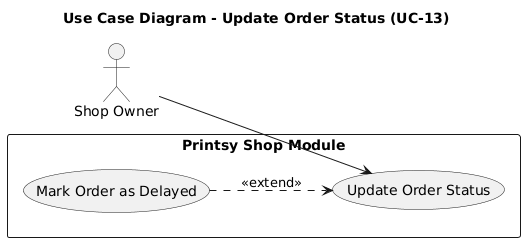 Use Case Diagram - Update Order Status (UC-13)
Shop Owner
Printsy Shop Module
Mark Order as Delayed
«extend»
Update Order Status